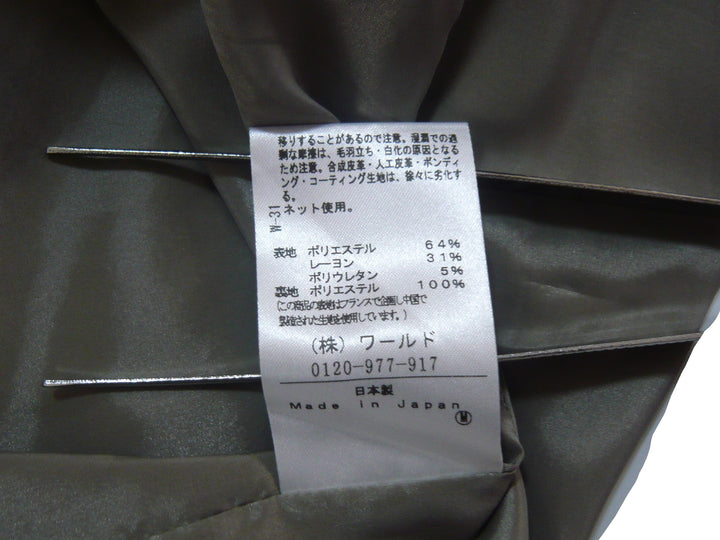 移りすることがあるので注意。湿潤での過
剰な摩擦は、毛羽立ち・白化の原因となる
ため注意。合成皮革・人工皮革・ボンディ
ング・コーティング生地は、徐々に劣化す
る。
W-31
ネット使用。
表地 ポリエステル 64%
レーヨン 31%
ポリウレタン 5%
裏地 ポリエステル 100%
(この商品の表地はフランスで企画し中国で
製造された生地を使用しています。)
(株) ワールド
0120-977-917
日本製
Made in Japan
M